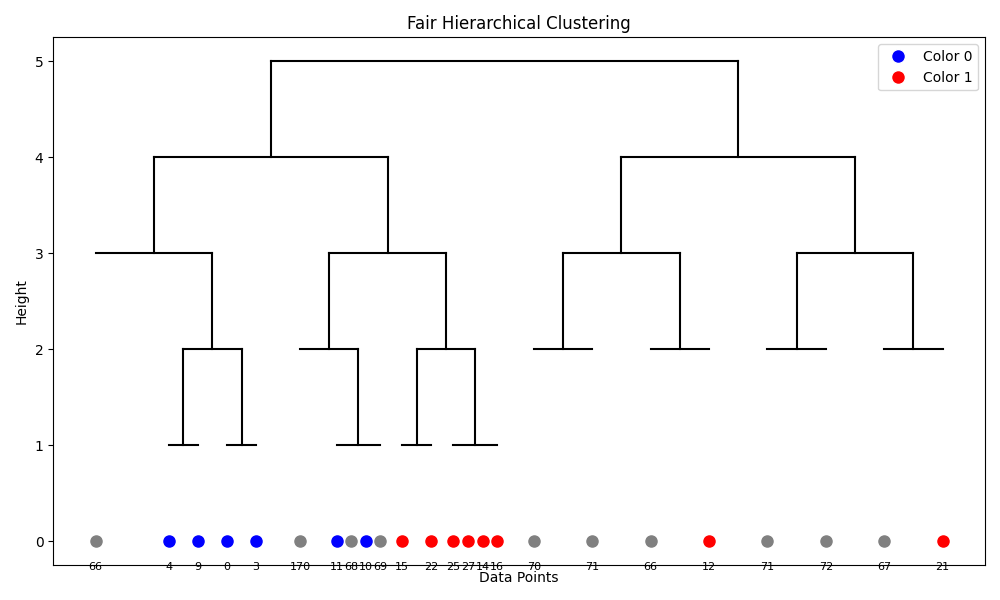 Fair Hierarchical Clustering
Color 0
Color 1
Height
5
4
3
2
1
0
66 4 9 0 3 170 11 68 10 69 15 22 25 27 14 16 70 71 66 12 71 72 67 21
Data Points